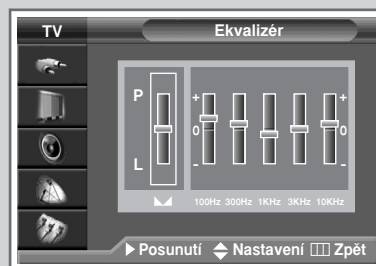 TV
Ekvalizér
P
L
+ +
0 0
- -
100Hz 300Hz 1KHz 3KHz 10KHz
Posunutí Nastavení Zpět